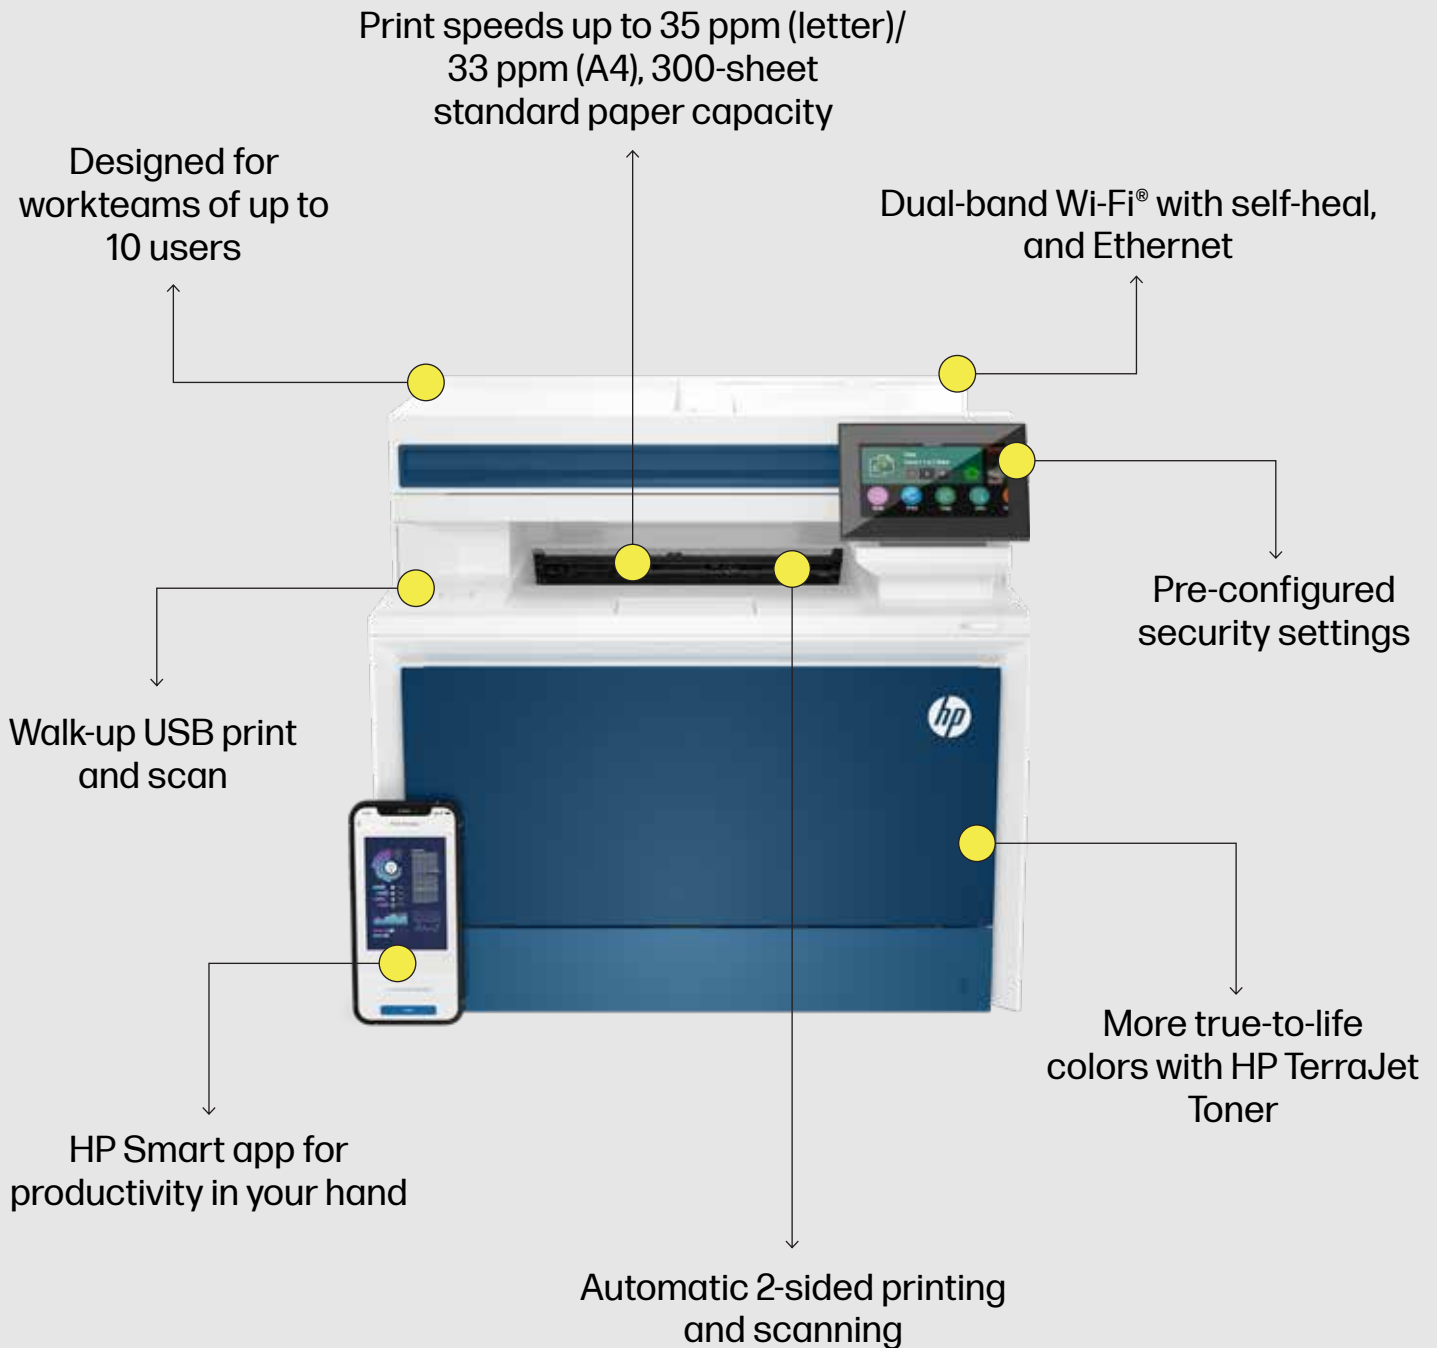 Print speeds up to 35 ppm (letter)/
33 ppm (A4), 300-sheet
standard paper capacity
Designed for
workteams of up to
10 users
Dual-band Wi-Fi® with self-heal,
and Ethernet
Pre-configured
security settings
Walk-up USB print
and scan
hp
More true-to-life
colors with HP TerraJet
Toner
HP Smart app for
productivity in your hand
Automatic 2-sided printing
and scanning